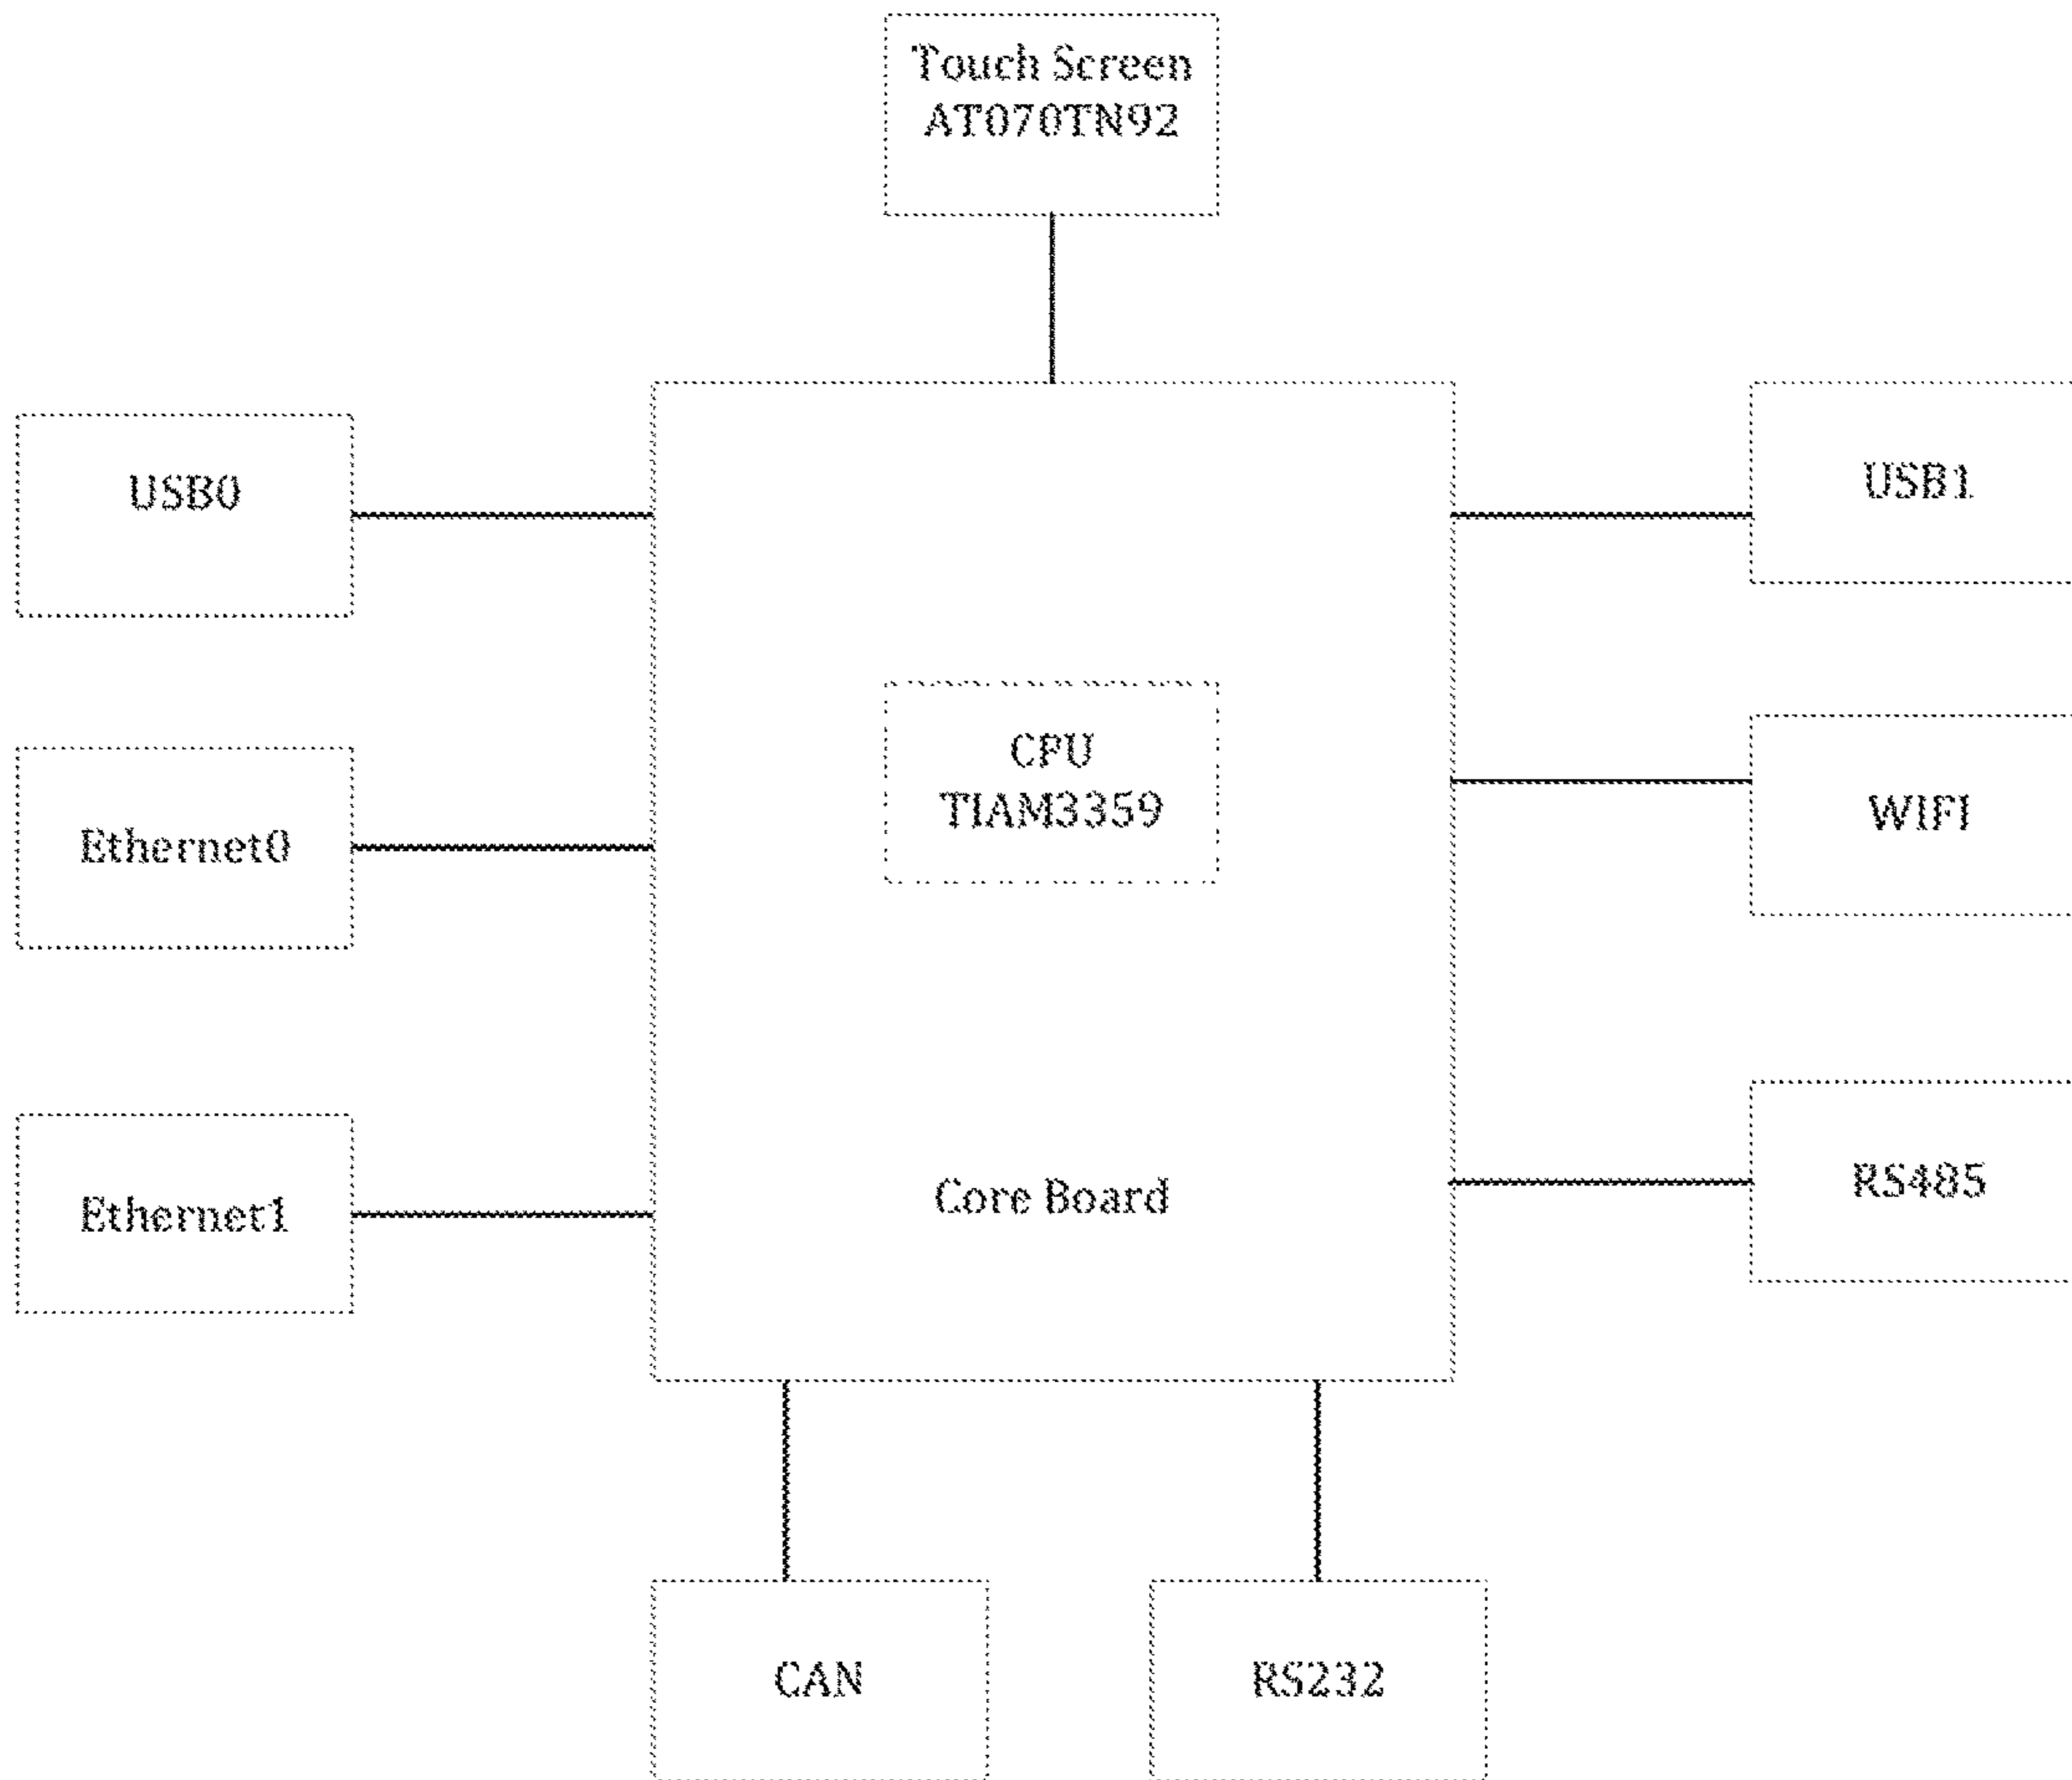 Touch Screen
AT070TN92
USB0
USB1
CPU
TIAM3359
WIFI
Ethernet0
Core Board
RS485
Ethernet1
CAN
RS232